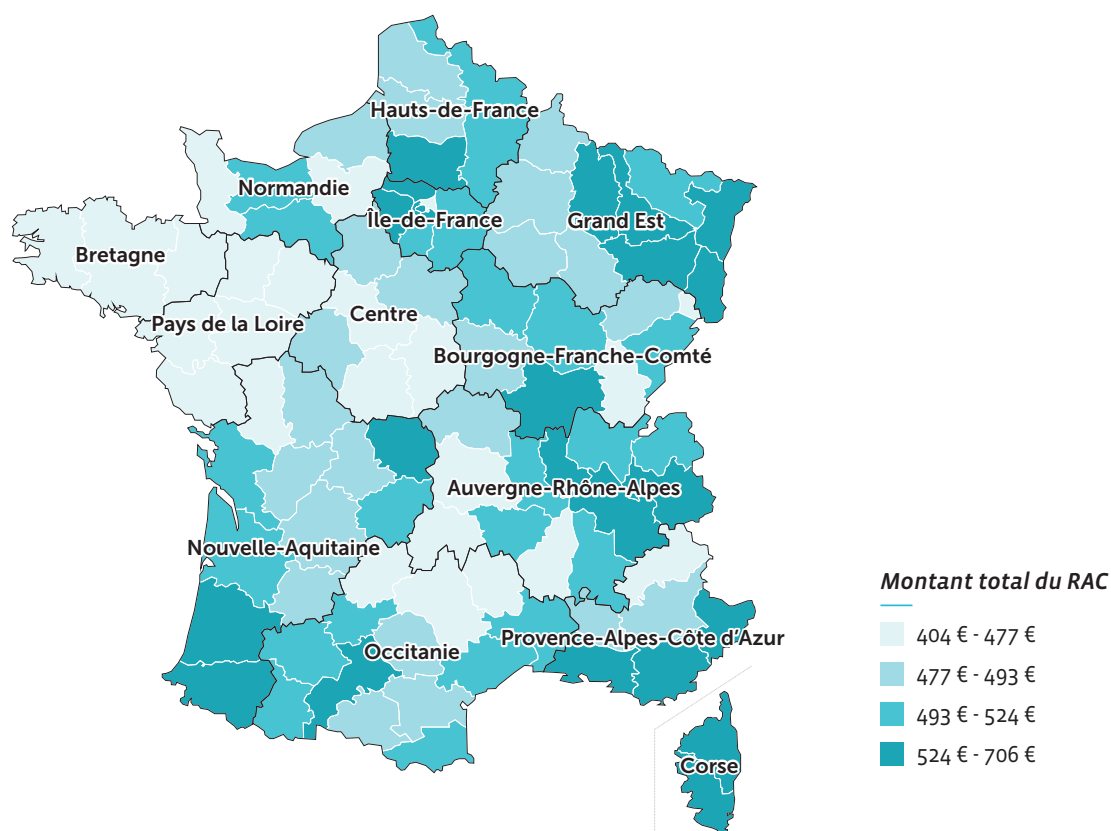 Hauts-de-France
Normandie
Île-de-France
Grand Est
Bretagne
Pays de la Loire
Centre
Bourgogne-Franche-Comté
Auvergne-Rhône-Alpes
Nouvelle-Aquitaine
Occitanie
Provence-Alpes-Côte d'Azur
Corse
Montant total du RAC
404 € - 477 €
477 € - 493 €
493 € - 524 €
524 € - 706 €